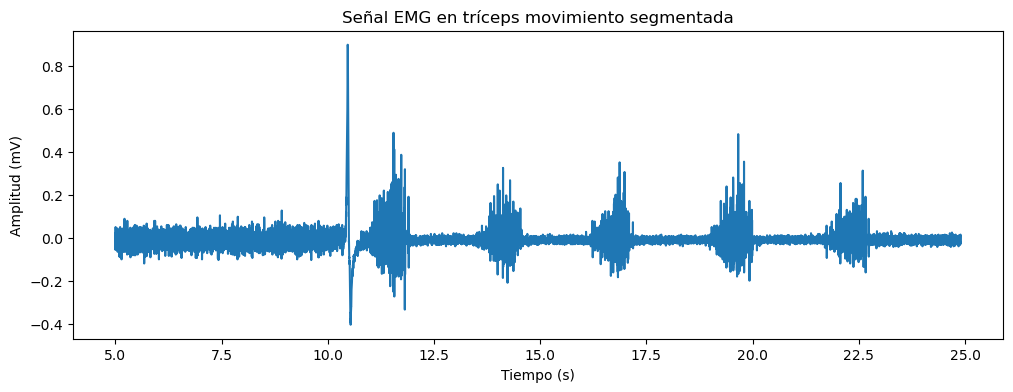 Señal EMG en tríceps movimiento segmentada
Amplitud (mV)
0.8
0.6
0.4
0.2
0.0
−0.2
−0.4
5.0 7.5 10.0 12.5 15.0 17.5 20.0 22.5 25.0
Tiempo (s)